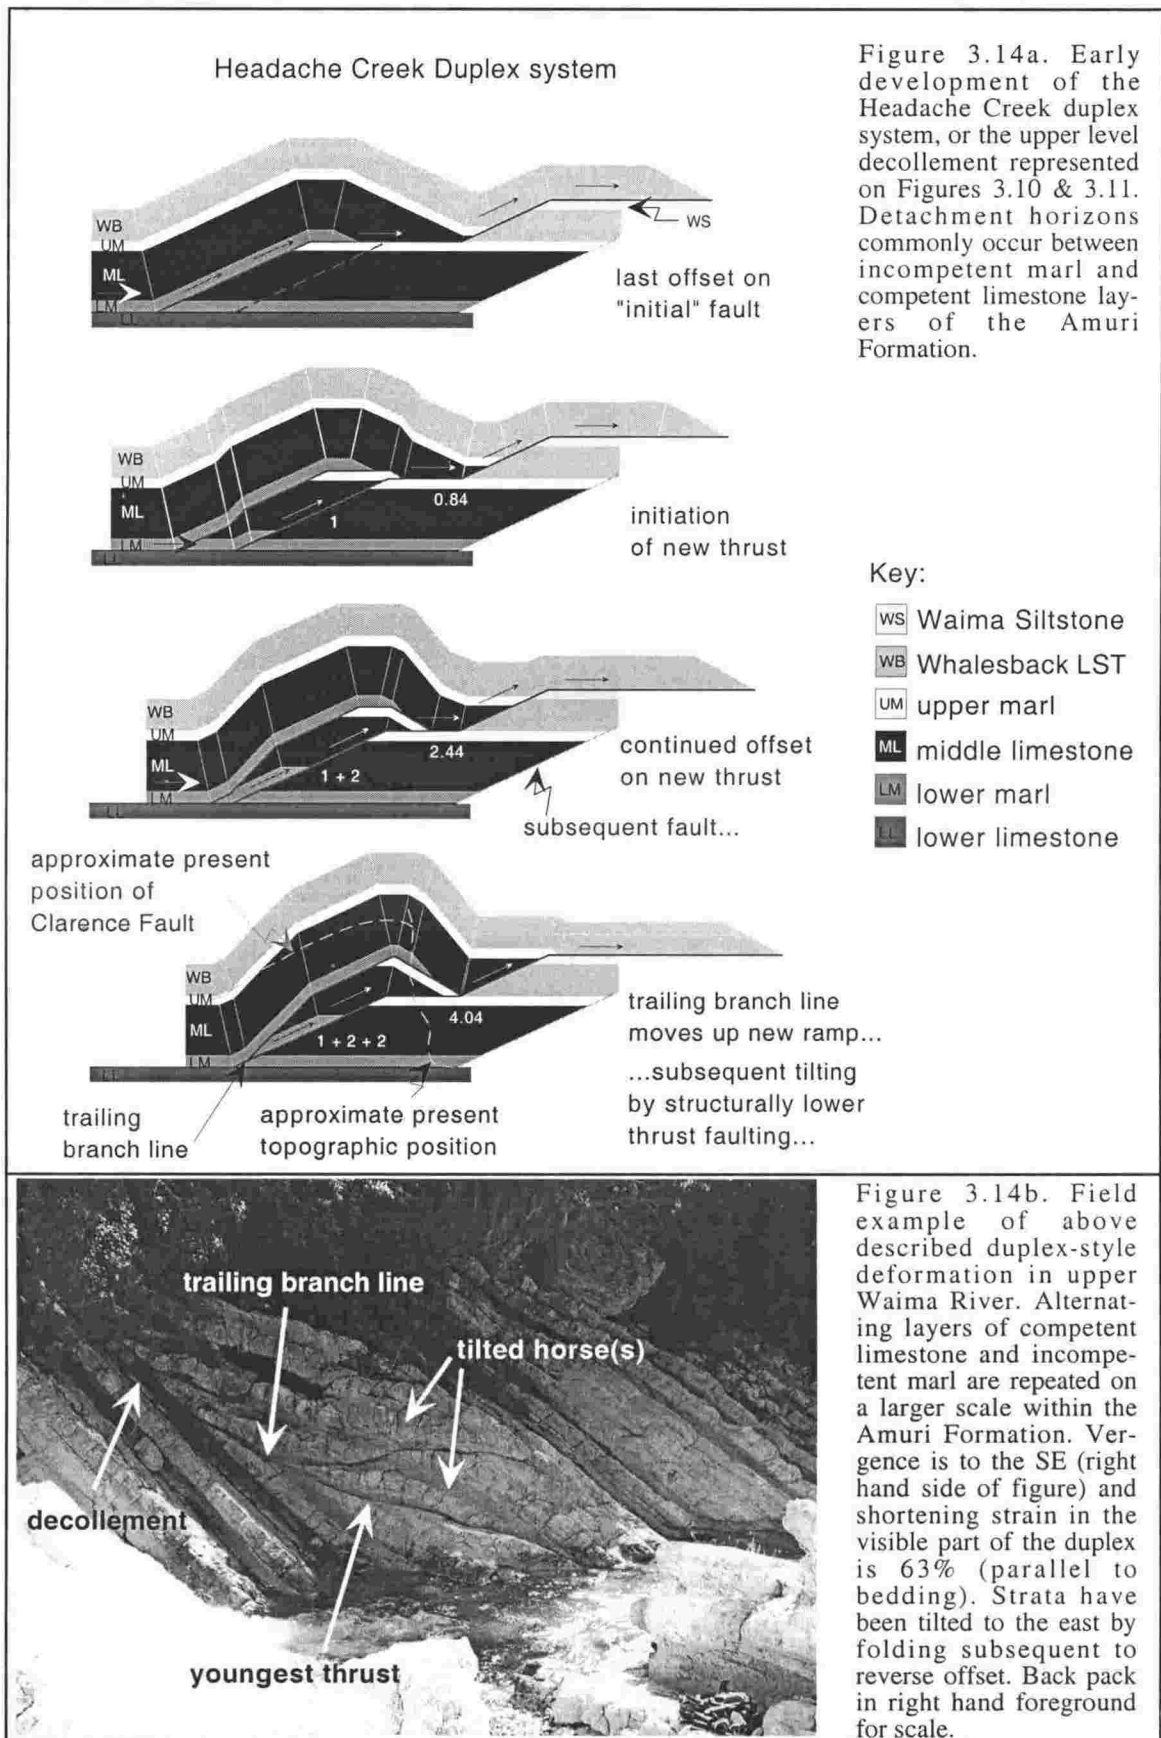 Headache Creek Duplex system
Figure 3.14a. Early
development of the
Headache Creek duplex
system, or the upper level
decollement represented
on Figures 3.10 & 3.11.
Detachment horizons
commonly occur between
incompetent marl and
competent limestone lay-
ers of the Amuri
Formation.
WB
UM
ML
LM
LL
WS
last offset on
"initial" fault
WB
UM
ML
LM
LL
1
0.84
initiation
of new thrust
WB
UM
ML
LM
LL
1 + 2
2.44
continued offset
on new thrust
subsequent fault...
Key:
WS Waima Siltstone
WB Whalesback LST
UM upper marl
ML middle limestone
LM lower marl
LL lower limestone
approximate present
position of
Clarence Fault
WB
UM
ML
LM
LL
1 + 2 + 2
4.04
trailing branch line
moves up new ramp...
...subsequent tilting
by structurally lower
thrust faulting...
trailing
branch line
approximate present
topographic position
trailing branch line
tilted horse(s)
decollement
youngest thrust
Figure 3.14b. Field
example of above
described duplex-style
deformation in upper
Waima River. Alternat-
ing layers of competent
limestone and incompe-
tent marl are repeated on
a larger scale within the
Amuri Formation. Ver-
gence is to the SE (right
hand side of figure) and
shortening strain in the
visible part of the duplex
is 63% (parallel to
bedding). Strata have
been tilted to the east by
folding subsequent to
reverse offset. Back pack
in right hand foreground
for scale.